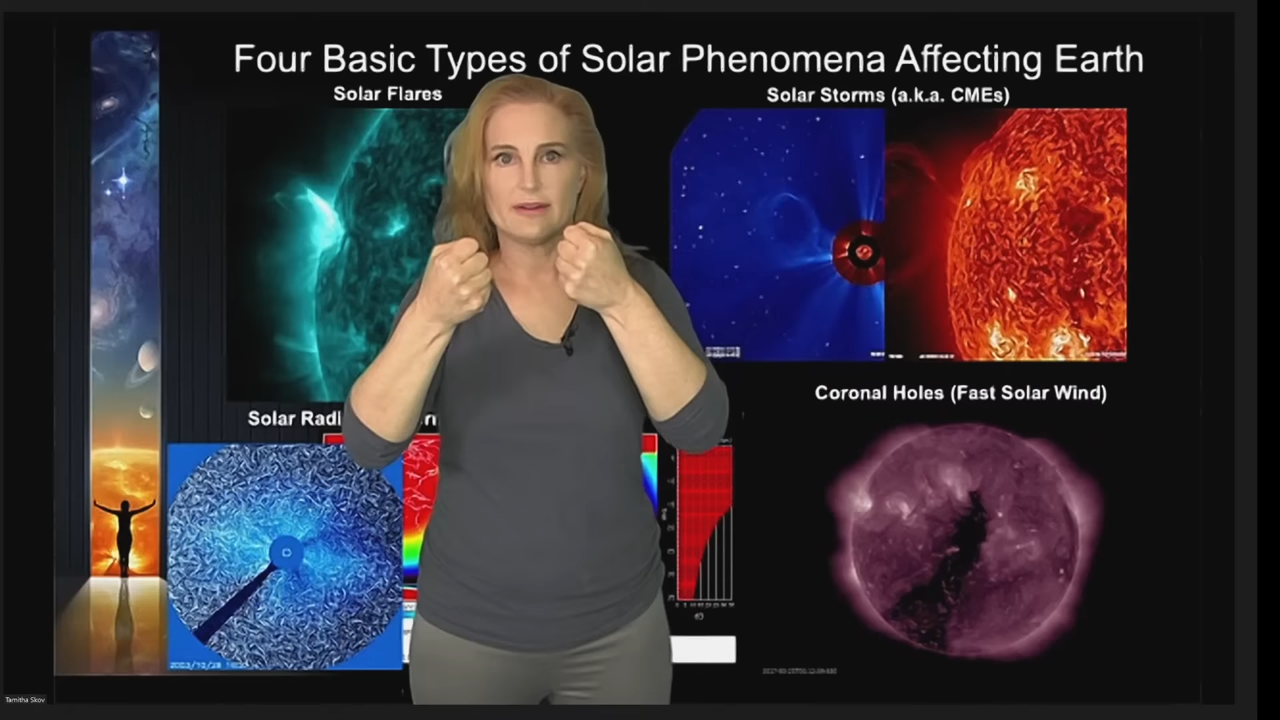 Four Basic Types of Solar Phenomena Affecting Earth
Solar Flares
Solar Storms (a.k.a. CMEs)
Coronal Holes (Fast Solar Wind)
Solar
Tamitha Skov